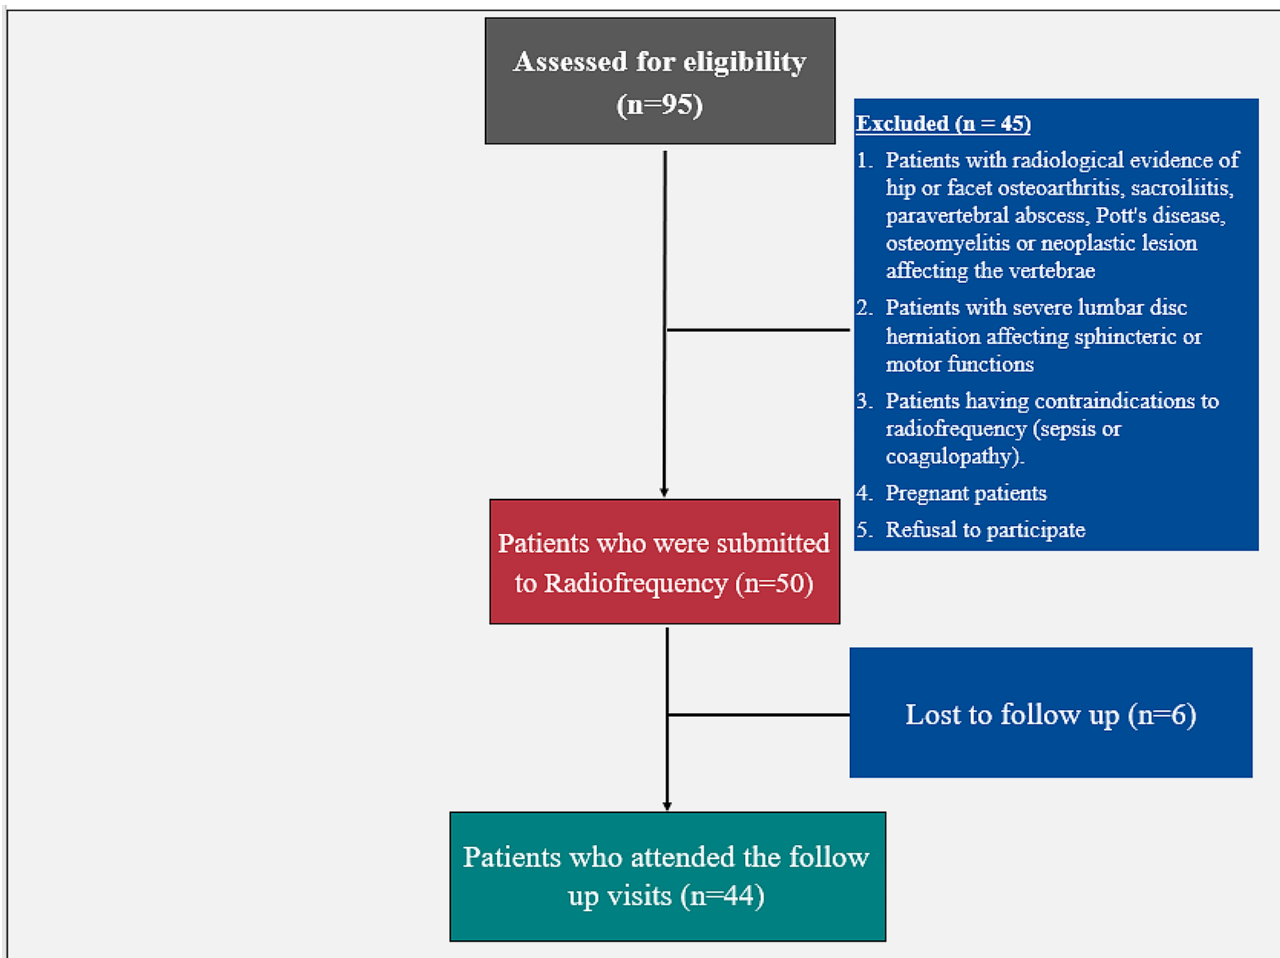 Assessed for eligibility
(n=95)
Excluded (n = 45)
1. Patients with radiological evidence of
hip or facet osteoarthritis, sacroiliitis,
paravertebral abscess, Pott's disease,
osteomyelitis or neoplastic lesion
affecting the vertebrae
2. Patients with severe lumbar disc
herniation affecting sphincteric or
motor functions
3. Patients having contraindications to
radiofrequency (sepsis or
coagulopathy).
4. Pregnant patients
5. Refusal to participate
Patients who were submitted
to Radiofrequency (n=50)
Lost to follow up (n=6)
Patients who attended the follow
up visits (n=44)